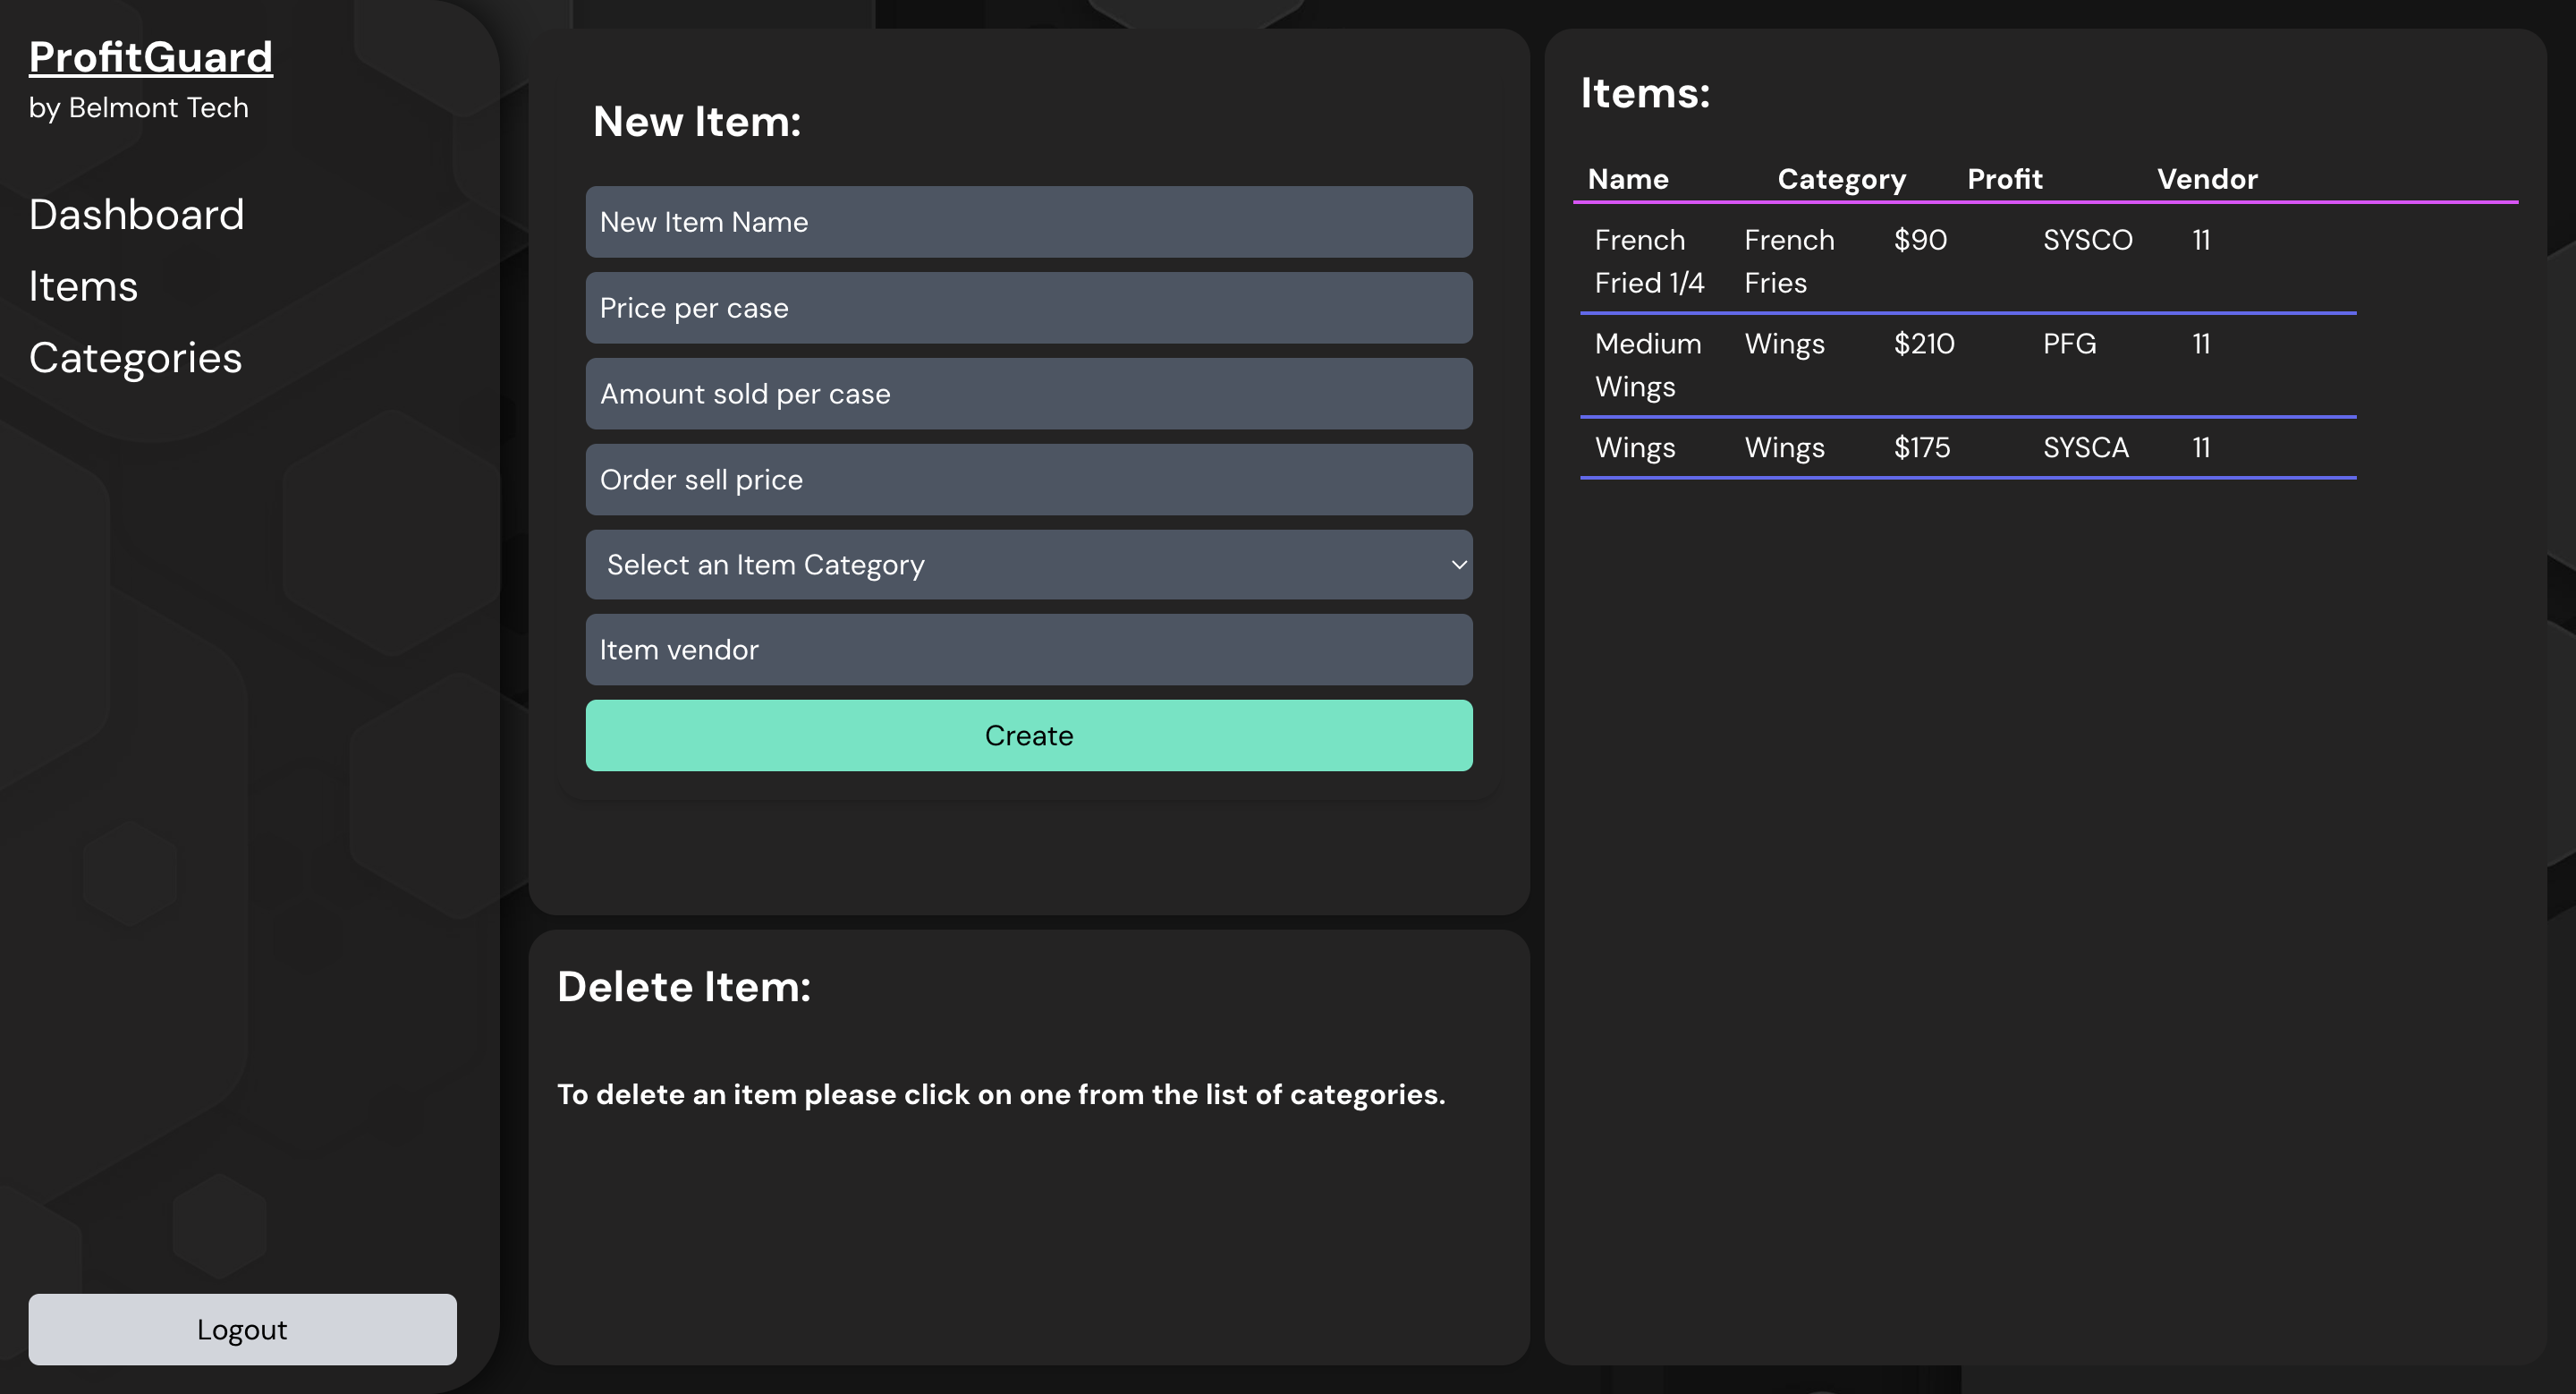 ProfitGuard
by Belmont Tech
Dashboard
Items
Categories
Logout
New Item:
New Item Name
Price per case
Amount sold per case
Order sell price
Select an Item Category
Item vendor
Create
Delete Item:
To delete an item please click on one from the list of categories.
Items:
Name Category Profit Vendor
French French $90 SYSCO 11
Fried 1/4 Fries
Medium Wings $210 PFG 11
Wings
Wings Wings $175 SYSCA 11